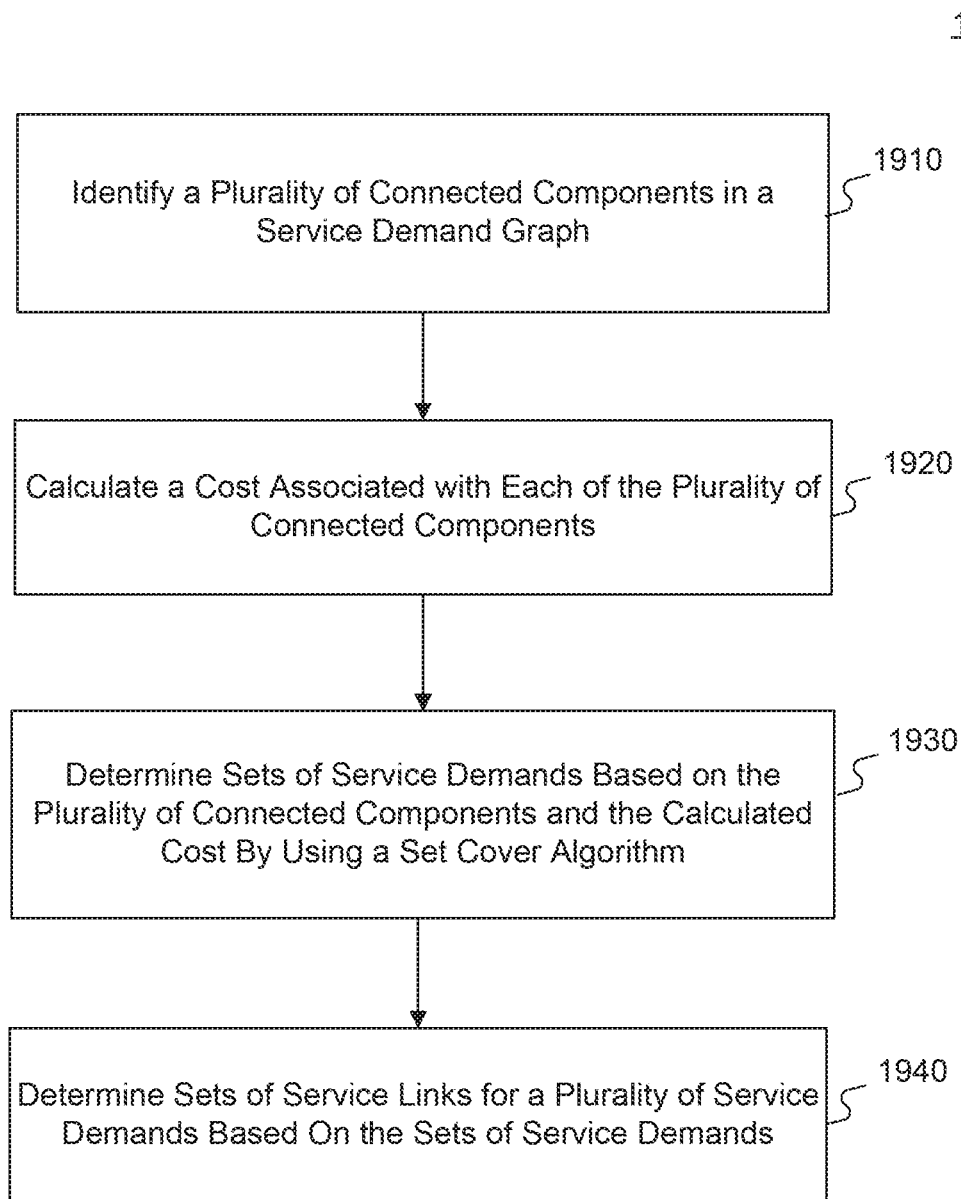 1910
Identify a Plurality of Connected Components in a
Service Demand Graph
1920
Calculate a Cost Associated with Each of the Plurality of
Connected Components
1930
Determine Sets of Service Demands Based on the
Plurality of Connected Components and the Calculated
Cost By Using a Set Cover Algorithm
1940
Determine Sets of Service Links for a Plurality of Service
Demands Based On the Sets of Service Demands